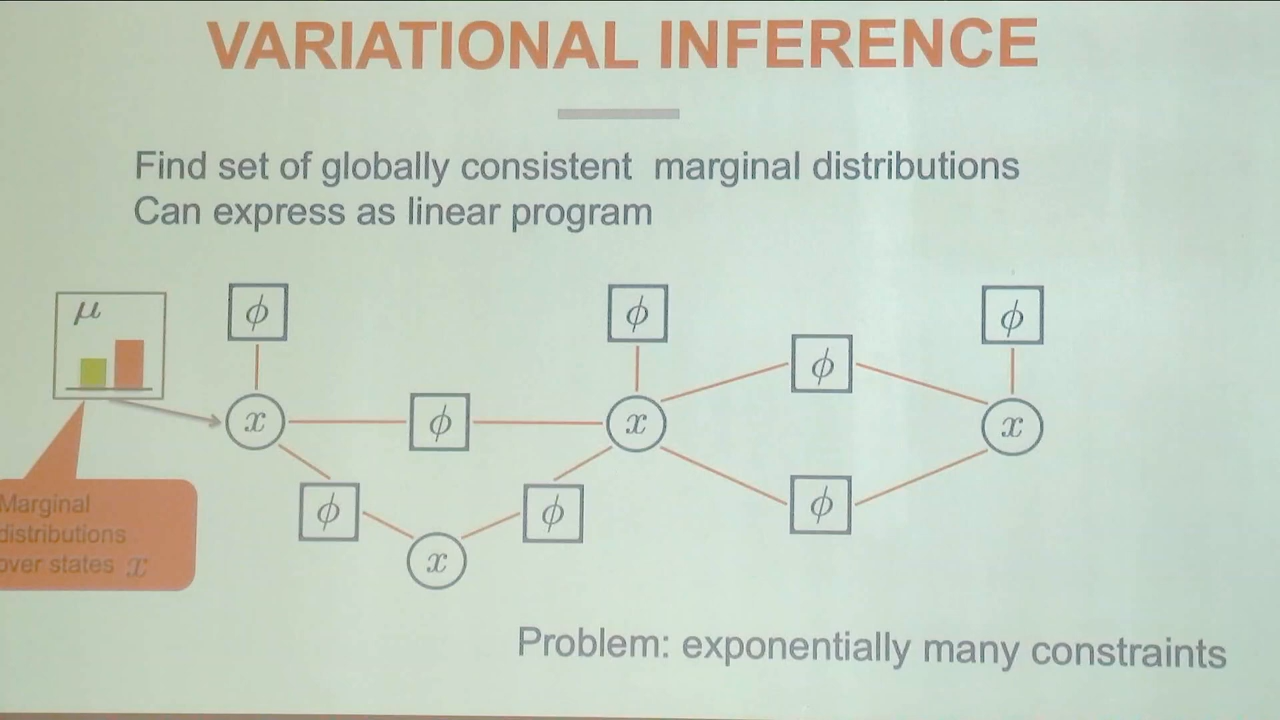 VARIATIONAL INFERENCE
Find set of globally consistent marginal distributions
Can express as linear program
μ
ϕ
ϕ
ϕ
ϕ
x
ϕ
x
x
ϕ
ϕ
ϕ
x
Marginal
distributions
over states x
Problem: exponentially many constraints